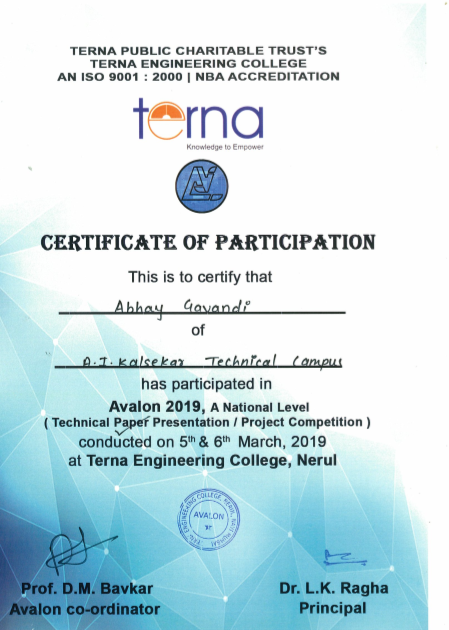 TERNA PUBLIC CHARITABLE TRUST'S
TERNA ENGINEERING COLLEGE
AN ISO 9001 : 2000 | NBA ACCREDITATION
terna
Knowledge to Empower
CERTIFICATE OF PARTICIPATION
This is to certify that
Abhay Gavandi
of
A.I. Kalsekar Technical Campus
has participated in
Avalon 2019, A National Level
( Technical Paper Presentation / Project Competition )
conducted on 5th & 6th March, 2019
at Terna Engineering College, Nerul
ENGINEERING COLLEGE, NERUL
AVALON
Prof. D.M. Bavkar
Avalon co-ordinator
Dr. L.K. Ragha
Principal